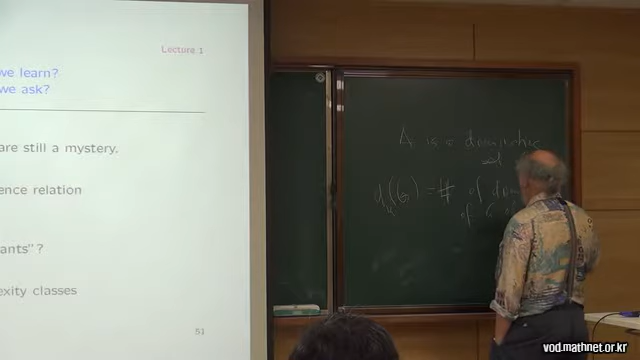 Lecture 1
we learn?
we ask?
are still a mystery.
ence relation
ants"?
exity classes
51
A is a dominating
set
= # of dom
of G of
vod.mathnet.or.kr